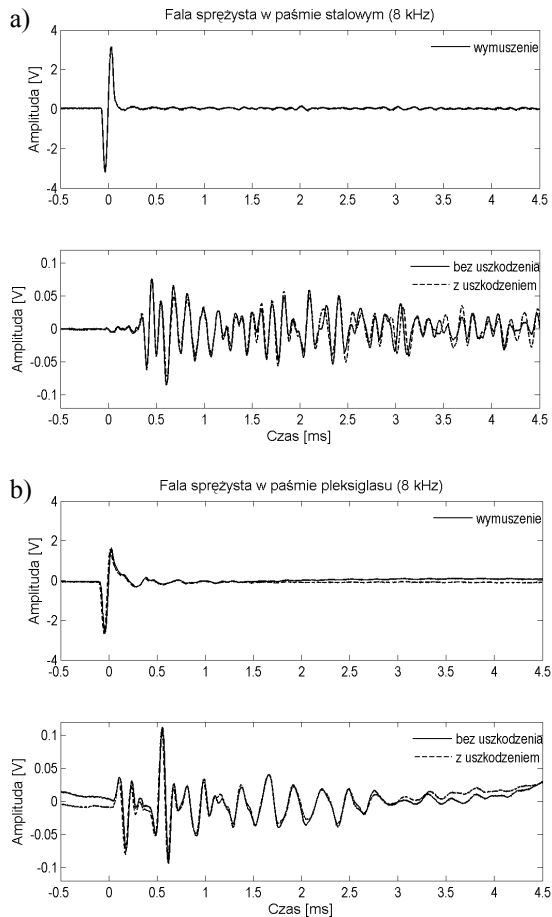 a)
Fala sprężysta w paśmie stalowym (8 kHz)
Amplituda [V]
4
2
0
-2
-4
wymuszenie
-0.5 0 0.5 1 1.5 2 2.5 3 3.5 4 4.5
Amplituda [V]
0.1
0.05
0
-0.05
-0.1
bez uszkodzenia
z uszkodzeniem
-0.5 0 0.5 1 1.5 2 2.5 3 3.5 4 4.5
Czas [ms]
b)
Fala sprężysta w paśmie pleksiglasu (8 kHz)
Amplituda [V]
4
2
0
-2
-4
wymuszenie
-0.5 0 0.5 1 1.5 2 2.5 3 3.5 4 4.5
Amplituda [V]
0.1
0.05
0
-0.05
-0.1
bez uszkodzenia
z uszkodzeniem
-0.5 0 0.5 1 1.5 2 2.5 3 3.5 4 4.5
Czas [ms]